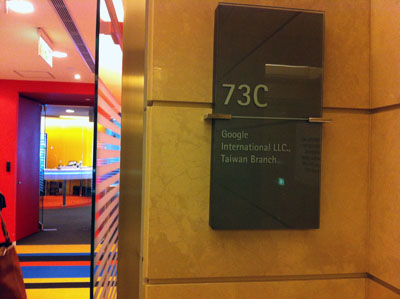 73C
Google
International LLC.,
Taiwan Branch.